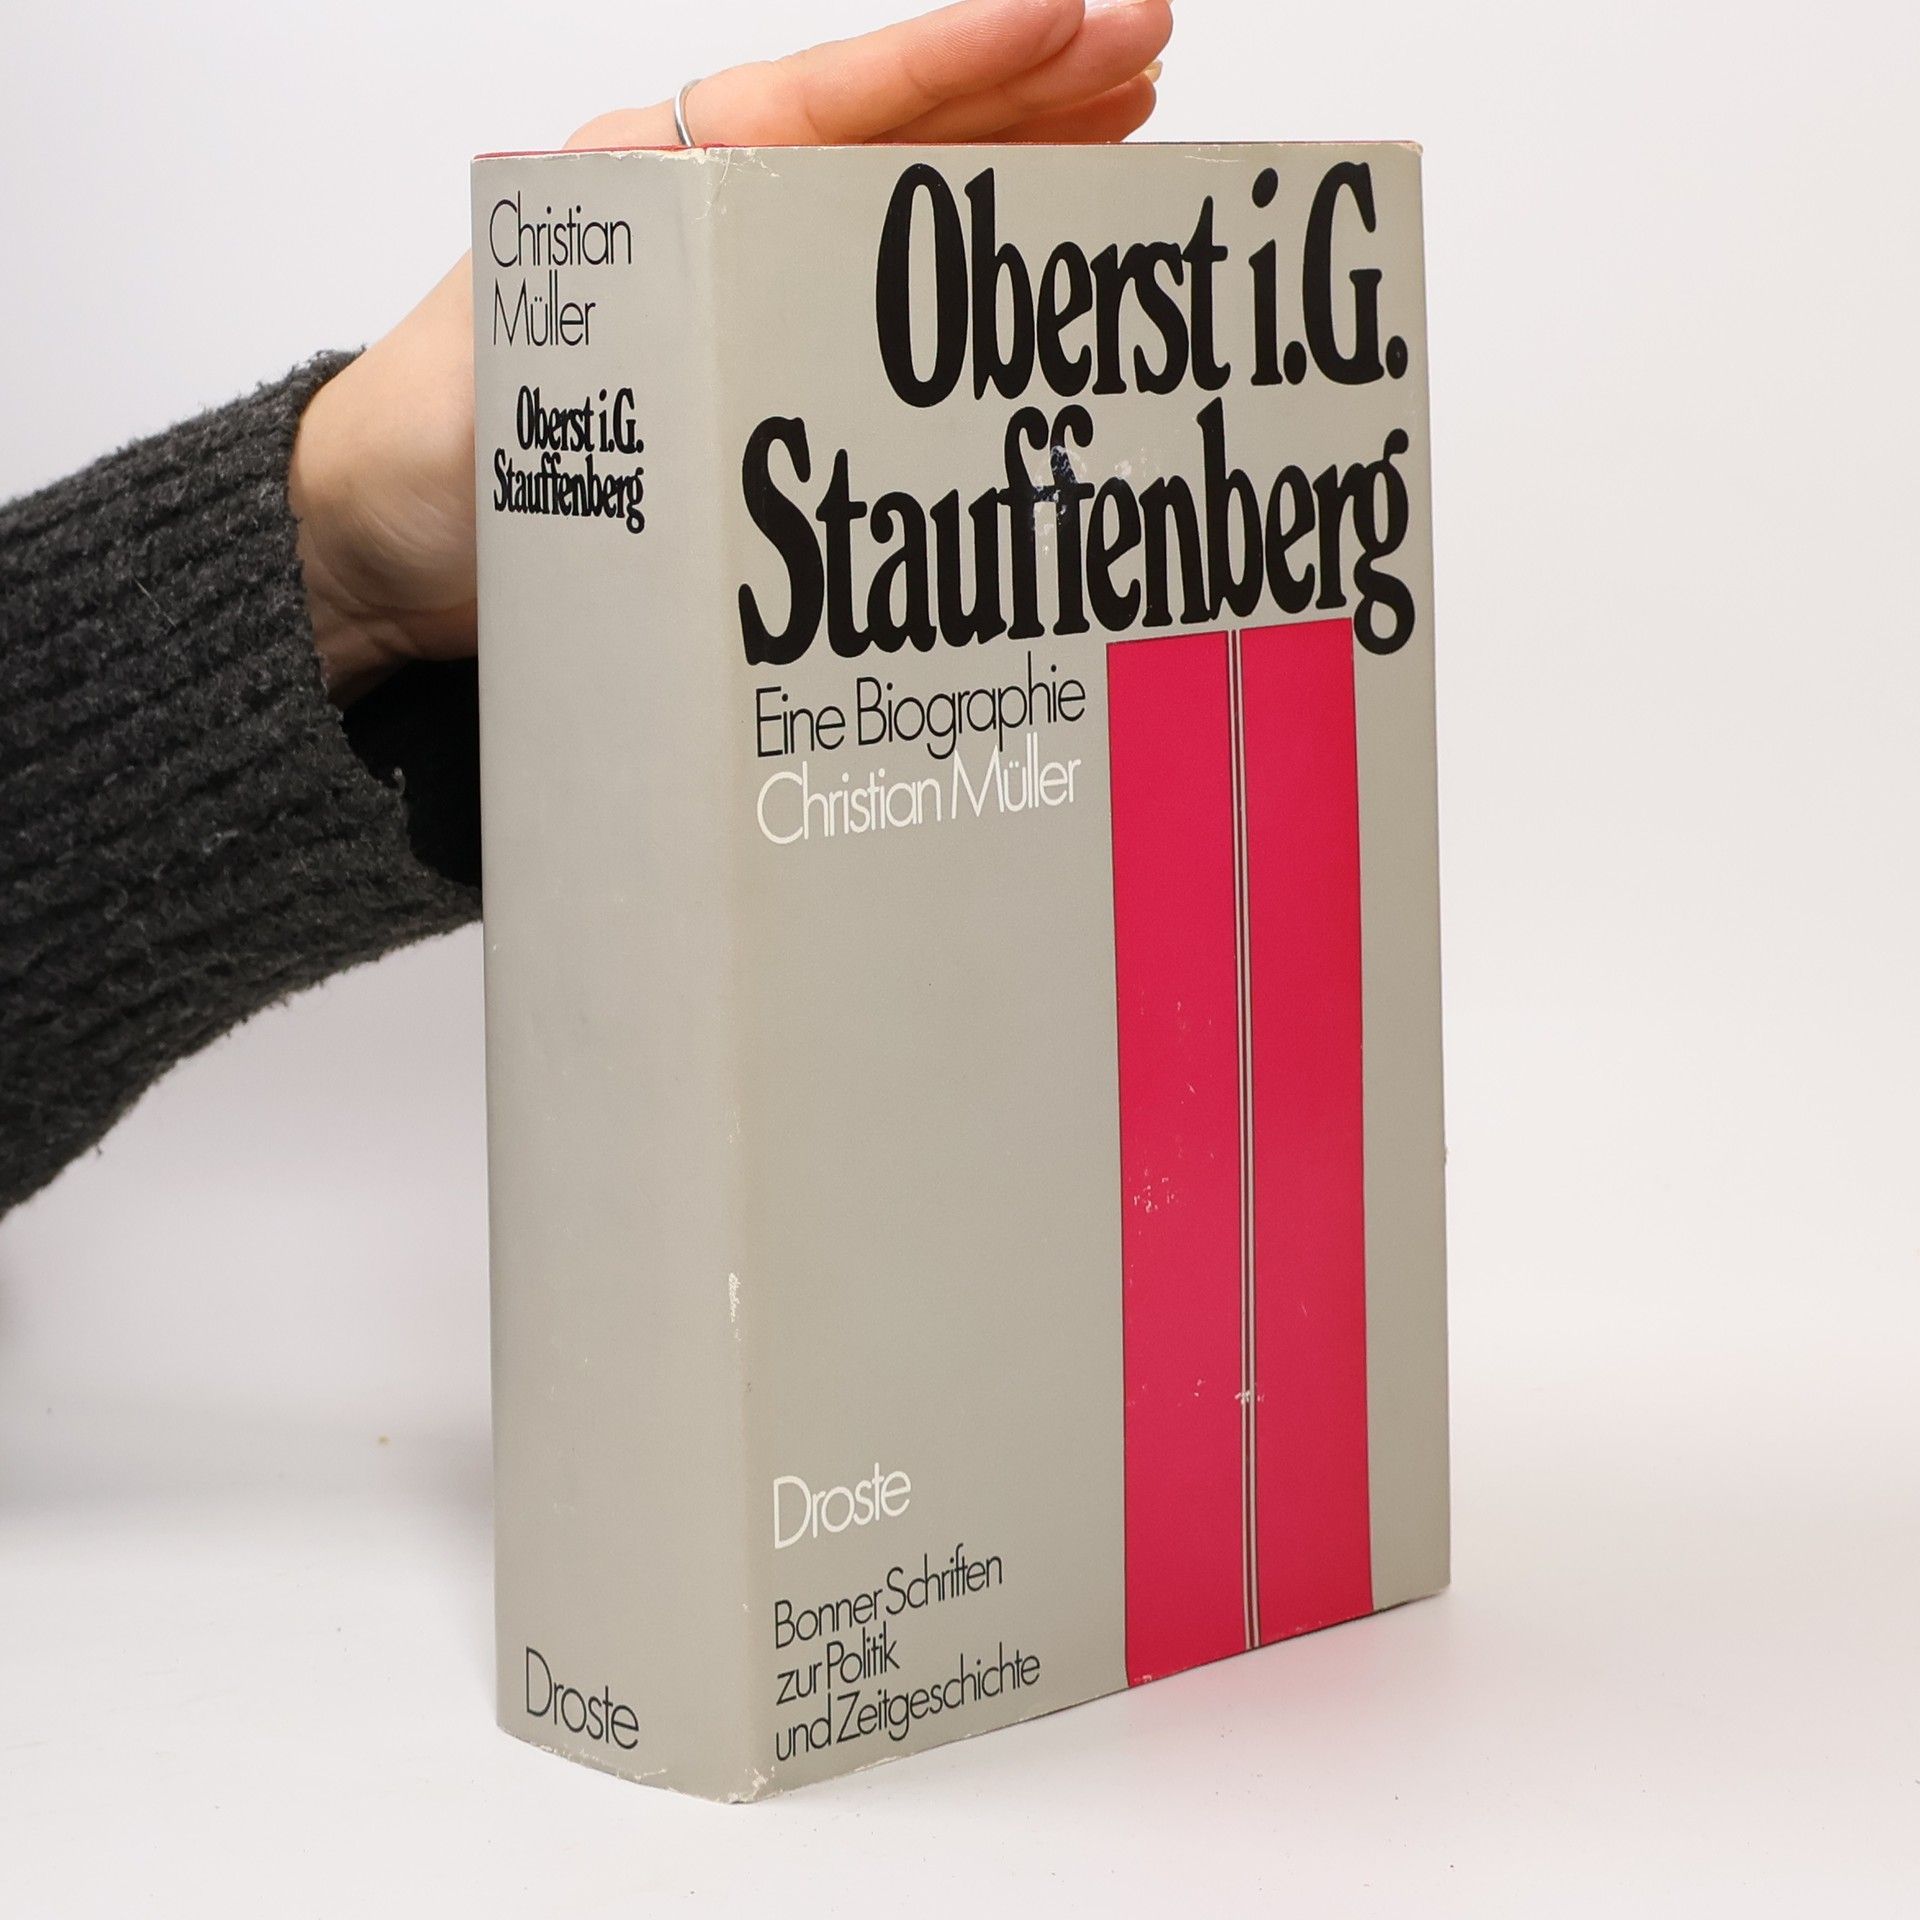 Christian
Müller
Oberst i.G.
Stauffenberg
Droste
Oberst i.G.
Stauffenberg
Eine Biographie
Christian Müller
Droste
Bonner Schriften
zur Politik
und Zeitgeschichte